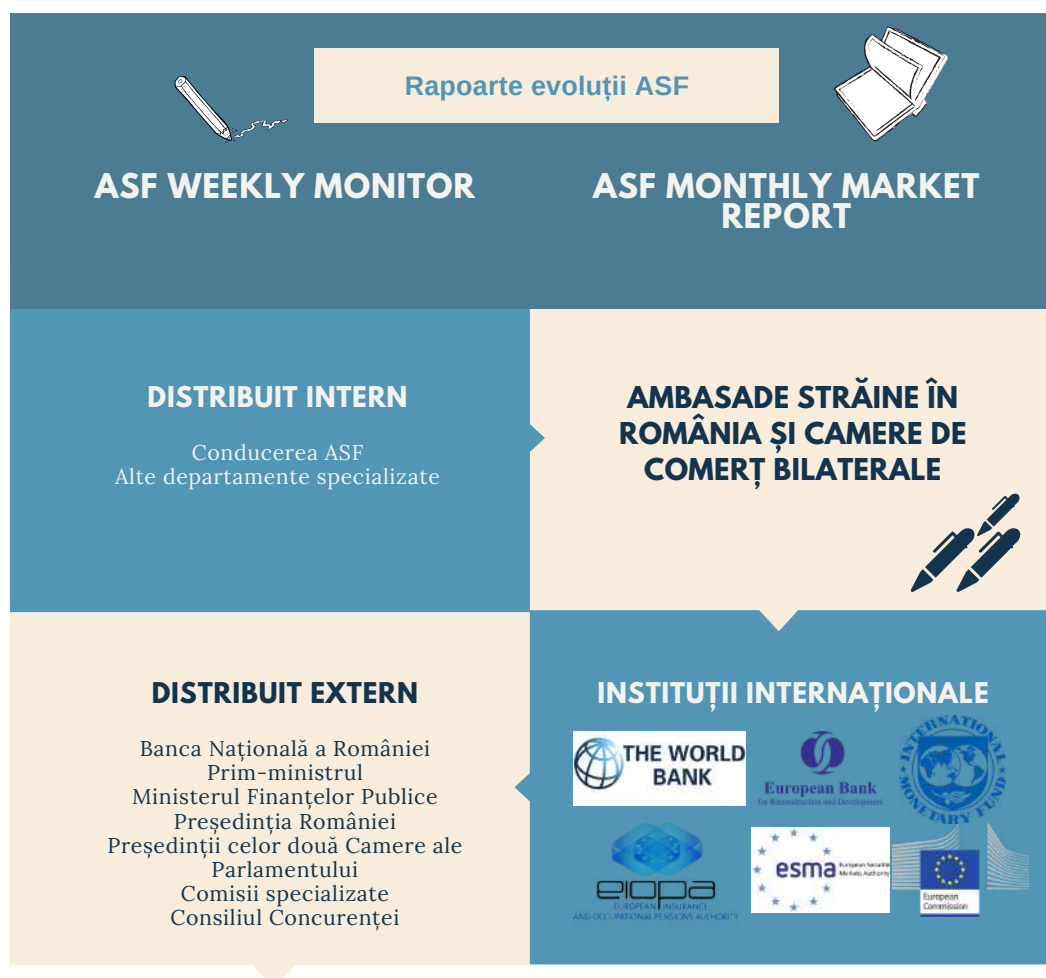 Rapoarte evoluții ASF
ASF WEEKLY MONITOR
ASF MONTHLY MARKET
REPORT
DISTRIBUIT INTERN
Conducerea ASF
Alte departamente specializate
AMBASADE STRĂINE ÎN
ROMÂNIA ȘI CAMERE DE
COMERȚ BILATERALE
DISTRIBUIT EXTERN
Banca Națională a României
Prim-ministrul
Ministerul Finanțelor Publice
Președinția României
Președinții celor două Camere ale
Parlamentului
Comisii specializate
Consiliul Concurenței
INSTITUȚII INTERNAȚIONALE
THE WORLD
BANK
European Bank
for Reconstruction and Development
INTERNATIONAL
MONETARY FUND
eiopa
EUROPEAN INSURANCE
AND OCCUPATIONAL PENSIONS AUTHORITY
esma
European Securities
Markets Authority
European
Commission